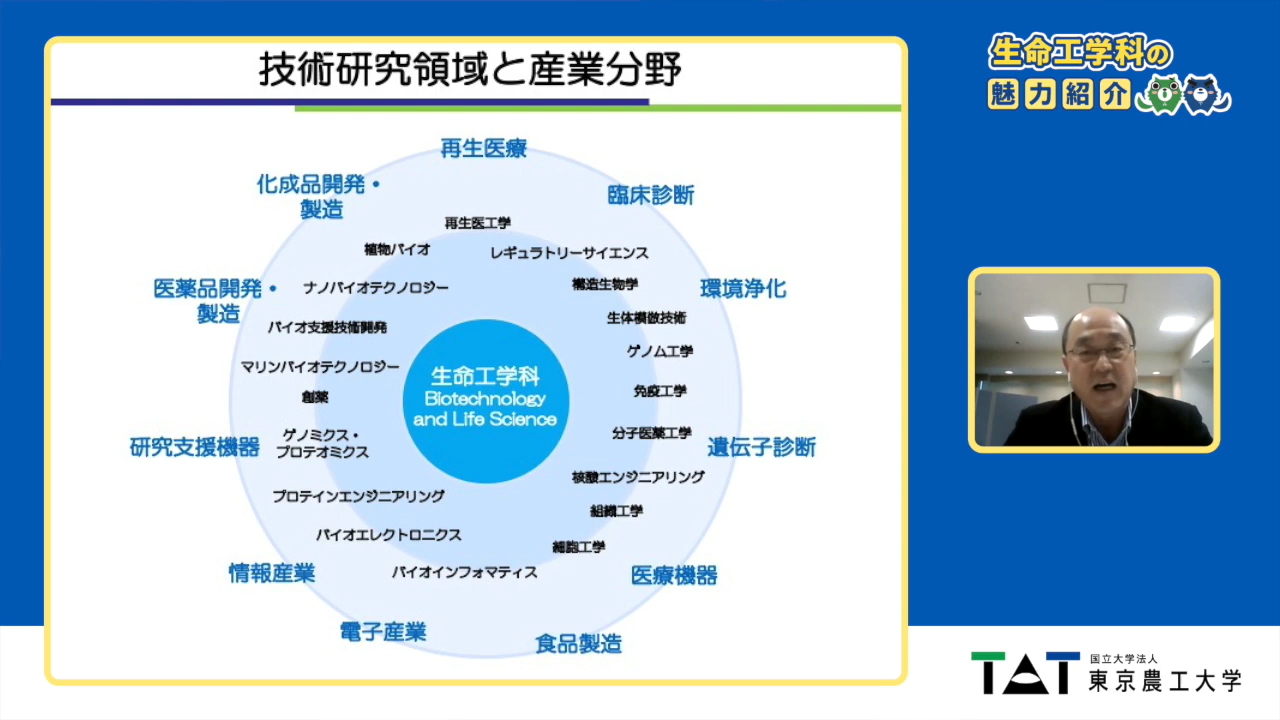 技術研究領域と産業分野
生命工学科の
魅力紹介
再生医療
化成品開発・
製造
臨床診断
再生医工学
植物バイオ
レギュラトリーサイエンス
医薬品開発・
製造
ナノバイオテクノロジー
構造生物学
環境浄化
バイオ支援技術開発
生体模倣技術
ゲノム工学
マリンバイオテクノロジー
生命工学科
Biotechnology
and Life Science
創薬
免疫工学
研究支援機器
ゲノミクス・
プロテオミクス
分子医薬工学
遺伝子診断
核酸エンジニアリング
プロテインエンジニアリング
組織工学
バイオエレクトロニクス
細胞工学
情報産業
バイオインフォマティス
医療機器
電子産業
食品製造
TAT
国立大学法人
東京農工大学